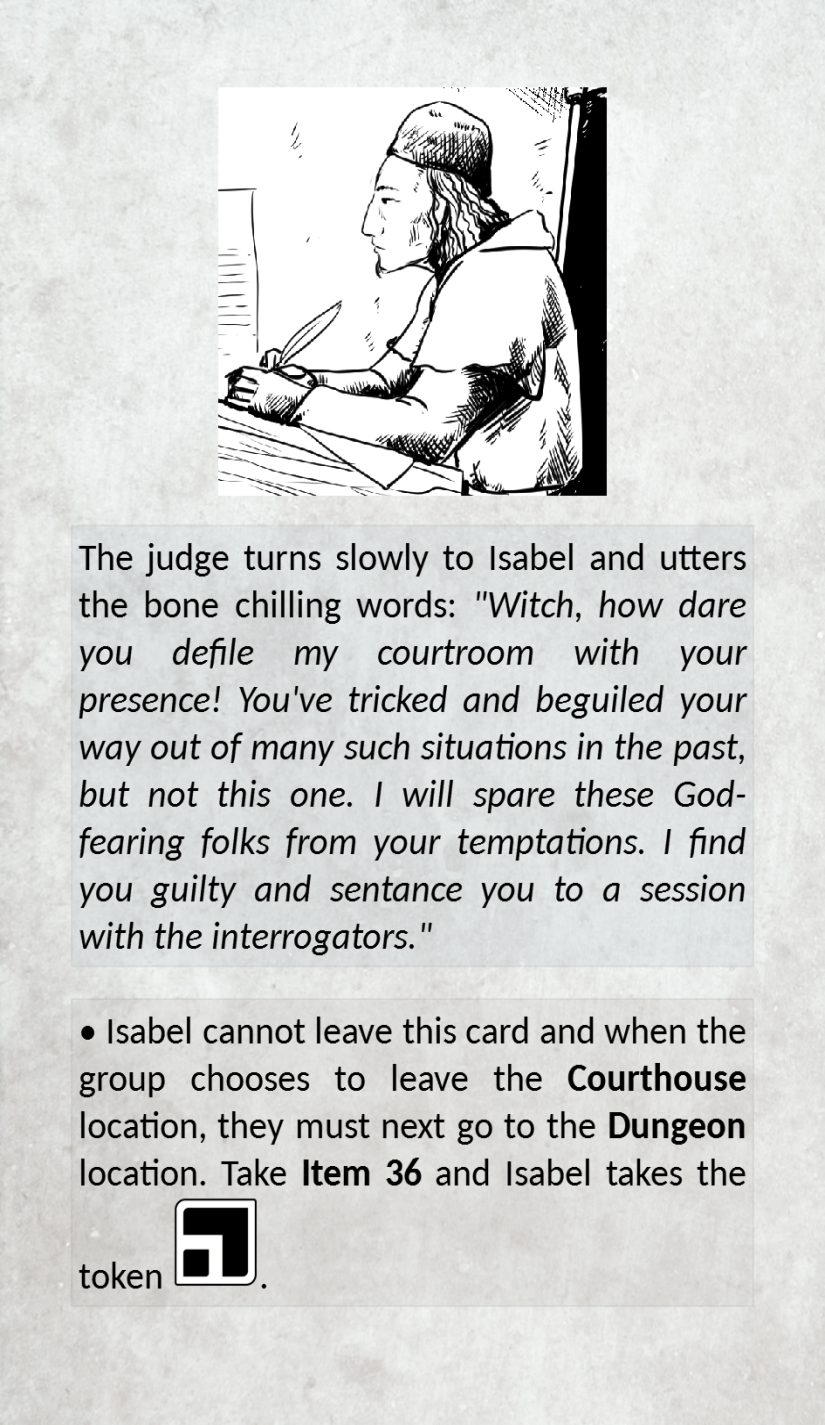 The judge turns slowly to Isabel and utters
the bone chilling words: "Witch, how dare
you defile my courtroom with your
presence! You've tricked and beguiled your
way out of many such situations in the past,
but not this one. I will spare these God-
fearing folks from your temptations. I find
you guilty and sentance you to a session
with the interrogators."
• Isabel cannot leave this card and when the
group chooses to leave the Courthouse
location, they must next go to the Dungeon
location. Take Item 36 and Isabel takes the
token .